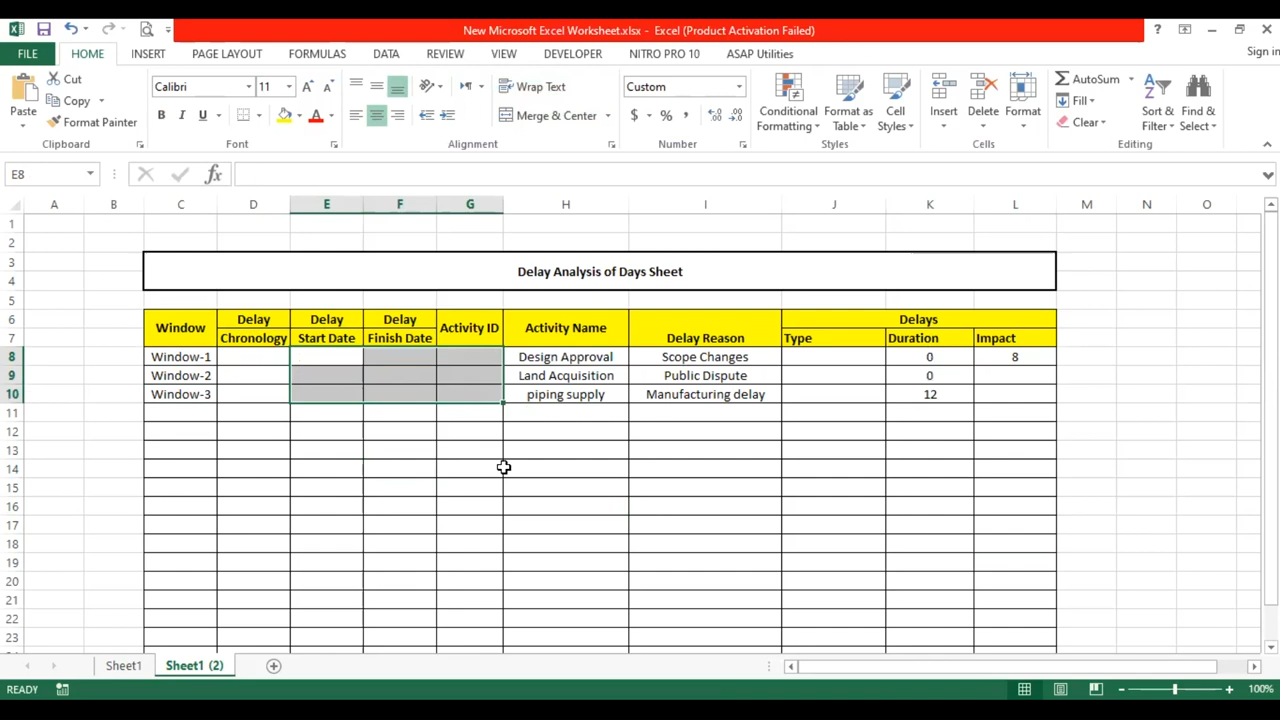 New Microsoft Excel Worksheet.xlsx - Excel (Product Activation Failed)
FILE HOME INSERT PAGE LAYOUT FORMULAS DATA REVIEW VIEW DEVELOPER NITRO PRO 10 ASAP Utilities Sign in
Cut
Copy
Format Painter
Paste
Clipboard
Calibri 11
B I U
Font
Wrap Text
Merge & Center
Alignment
Custom
$ % ,
Number
Conditional Formatting
Format as Table
Cell Styles
Styles
Insert Delete Format
Cells
AutoSum
Fill
Clear
Sort & Filter
Find & Select
Editing
E8 fx
A B C D E F G H I J K L M N O
1
2
3
Delay Analysis of Days Sheet
4
5
6 Delay Delay Delay Delays
Window Activity ID Activity Name
7 Chronology Start Date Finish Date Delay Reason Type Duration Impact
8 Window-1 Design Approval Scope Changes 0 8
9 Window-2 Land Acquisition Public Dispute 0
10 Window-3 piping supply Manufacturing delay 12
11
12
13
14
15
16
17
18
19
20
21
22
23
Sheet1 Sheet1 (2)
READY 100%